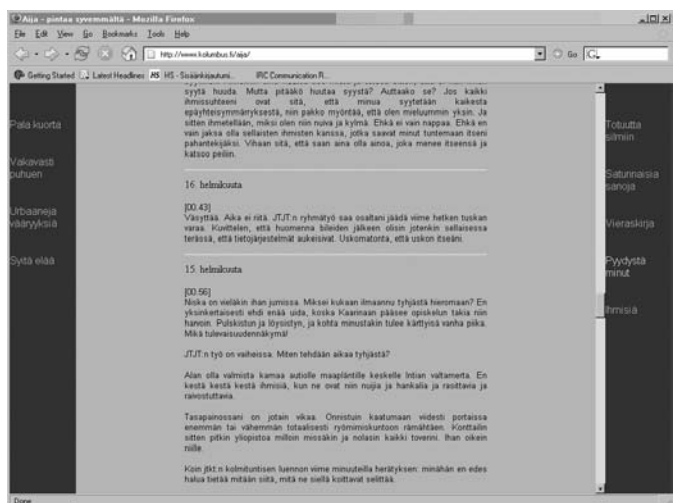 Aija - pintaa syvemmältä - Mozilla Firefox
File Edit View Go Bookmarks Tools Help
http://www.kolumbus.fi/aija/
Go
Getting Started Latest Headlines HS - Sisäänkirjautumi... IRC Communication R...
Pala kuorta
Vakavasti
puhuen
Urbaaneja
vääryyksiä
Syitä elää
syytä huuda. Mutta pitääkö huutaa syystä? Auttaako se? Jos kaikki
ihmissuhteeni ovat sitä, että minua syytetään kaikesta
epäyhteisymmärryksestä, niin pakko myöntää, että olen mieluummin yksin. Ja
sitten ihmetellään, miksi olen niin nuiva ja kylmä. Ehkä ei vain nappaa. Ehkä en
vain jaksa olla sellaisten ihmisten kanssa, jotka saavat minut tuntemaan itseni
pahantekijäksi. Vihaan sitä, että saan aina olla ainoa, joka menee itseensä ja
katsoo peiliin.
16. helmikuuta
[00:43]
Väsyttää. Aika ei riitä. JTJT:n ryhmätyö saa osaltani jäädä viime hetken tuskan
varaa. Kuvittelen, että huomenna bileiden jälkeen olisin jotenkin sellaisessa
terässä, että tietojärjestelmät aukeisivat. Uskomatonta, että uskon itseäni.
15. helmikuuta
[00:56]
Niska on vieläkin ihan jumissa. Miksei kukaan ilmaannu tyhjästä hieromaan? En
yksinkertaisesti ehdi enää uida, koska Kaarinaan pääsee opiskelun takia niin
harvoin. Pulskistun ja löysistyn, ja kohta minustakin tulee kärttyisä vanha piika.
Mikä tulevaisuudennäkymä!
JTJT:n työ on vaiheissa. Miten tehdään aikaa tyhjästä?
Alan olla valmista kamaa autiolle maapläntille keskelle Intian valtamerta. En
kestä kestä kestä ihmisiä, kun ne ovat niin nuijia ja hankalia ja rasittavia ja
raivostuttavia.
Tasapainossani on jotain vikaa. Onnistuin kaatumaan viidesti portaissa
enemmän tai vähemmän totaalisesti ryömimiskuntoon rämähtäen. Konttailin
sitten pitkin yliopistoa milloin missäkin ja nolasin kaikki toverini. Ihan oikein
niille.
Koin jtkt:n kolmituntisen luennon viime minuuteilla herätyksen: minähän en edes
halua tietää mitään siitä, mitä ne siellä koittavat selittää.
Totuutta
silmiin
Satunnaisia
sanoja
Vieraskirja
Pyydystä
minut
Ihmisiä
Done